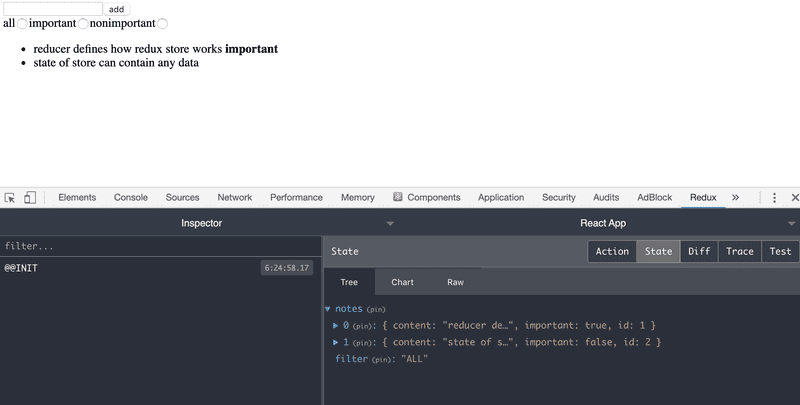 add
all important nonimportant
reducer defines how redux store works important
state of store can contain any data
Elements Console Sources Network Performance Memory Components Application Security Audits AdBlock Redux »
Inspector React App
filter... State Action State Diff Trace Test
@@INIT 6:24:58.17 Tree Chart Raw
notes (pin)
0 (pin): { content: "reducer de…", important: true, id: 1 }
1 (pin): { content: "state of s…", important: false, id: 2 }
filter (pin): "ALL"